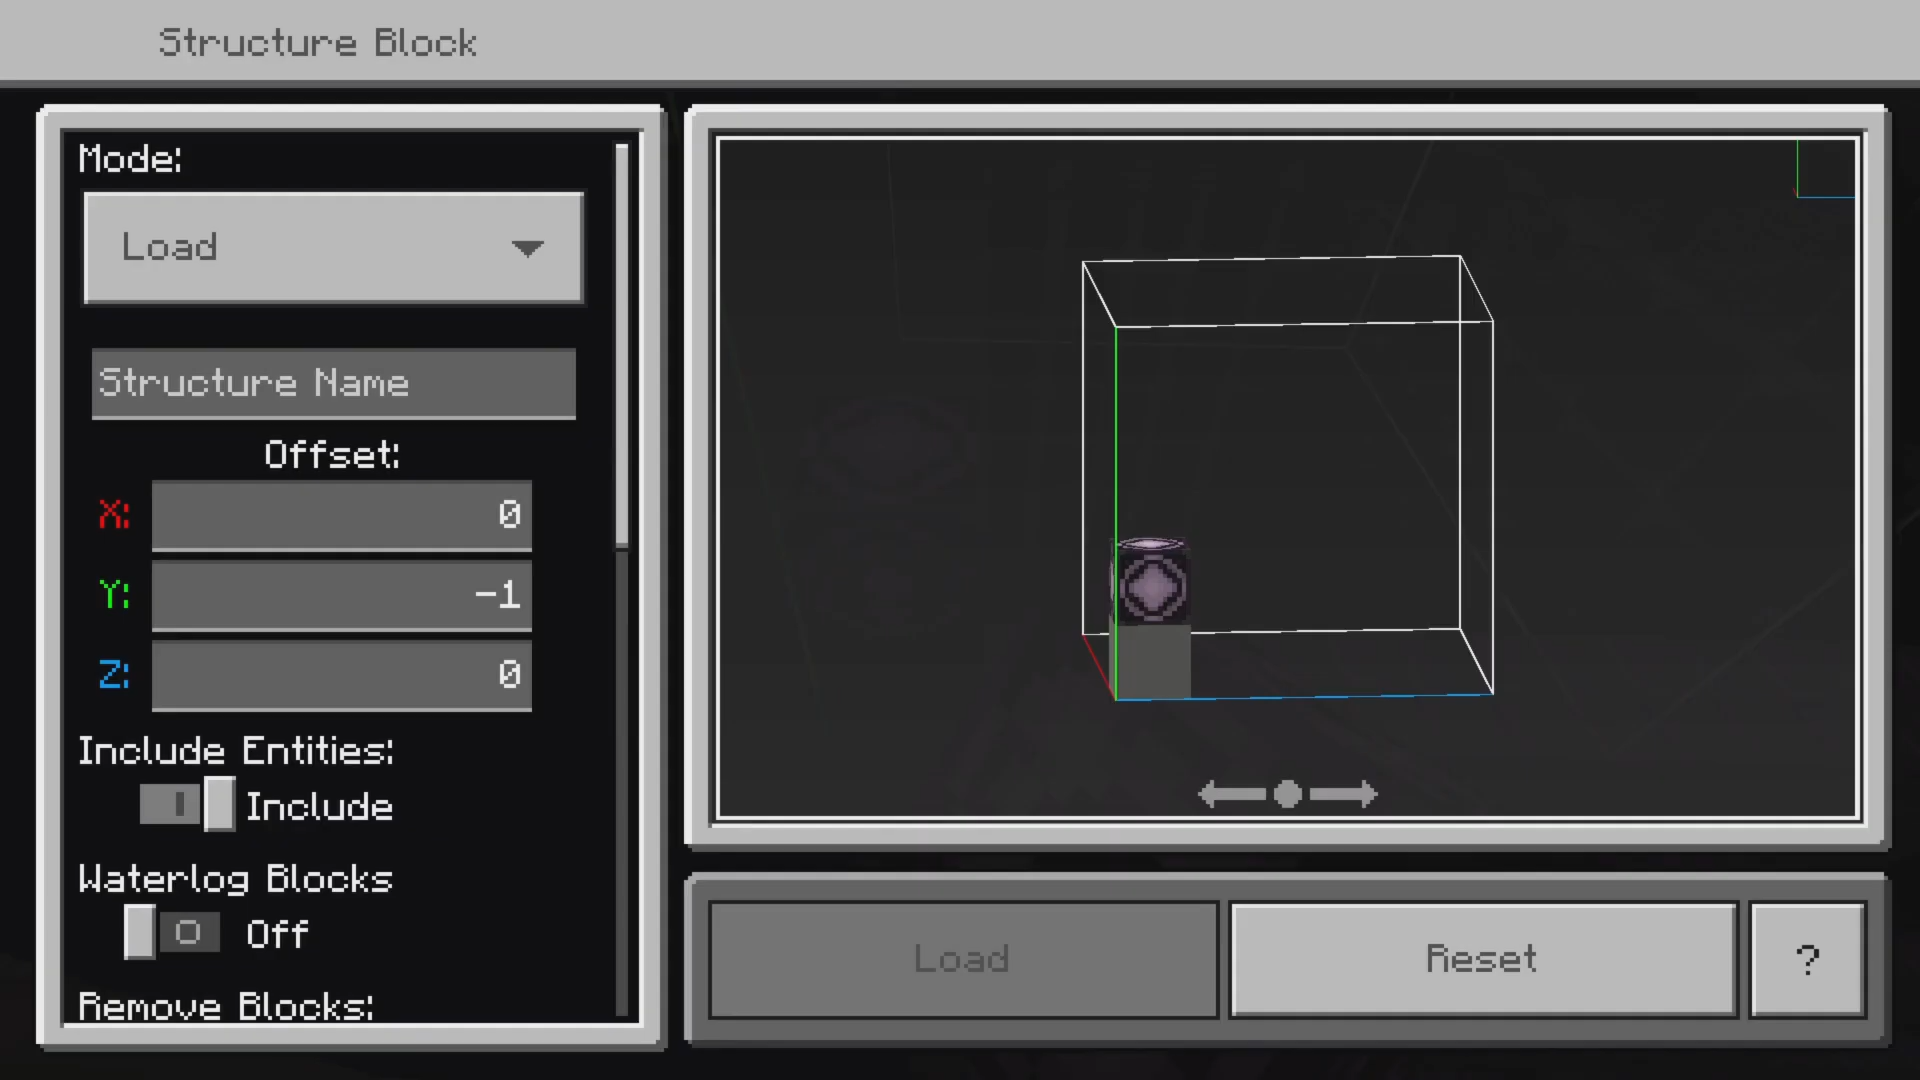 Structure Block
Mode:
Load
Structure Name
Offset:
X: 0
Y: -1
Z: 0
Include Entities:
Include
Waterlog Blocks
Off
Remove Blocks:
Load
Reset
?